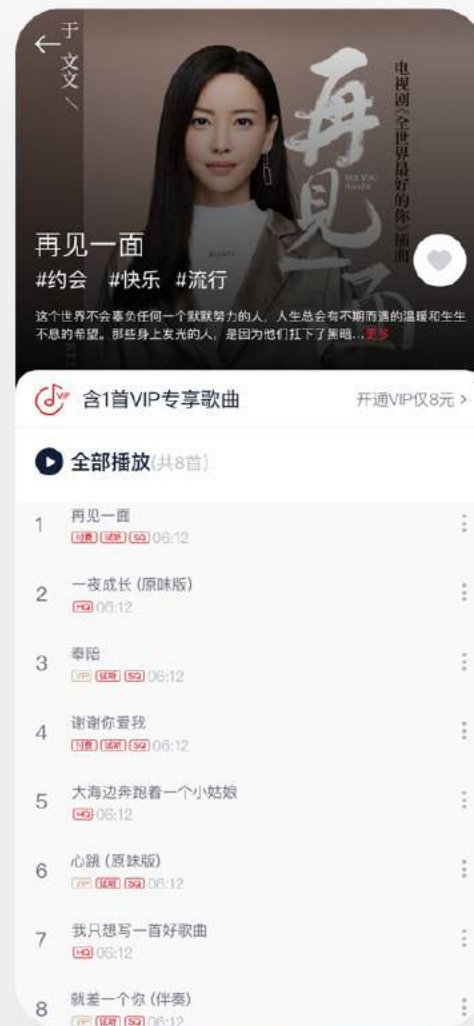 于文文
电视剧《全世界最好的你》插曲
再见一面
SEE YOU AGAIN
再见一面
#约会 #快乐 #流行
这个世界不会辜负任何一个默默努力的人，人生总会有不期而遇的温暖和生生
不息的希望。那些身上发光的人，是因为他们扛下了黑暗...更多
VIP 含1首VIP专享歌曲 开通VIP仅8元 >
全部播放(共8首)
1 再见一面
付费 试听 SQ 06:12
2 一夜成长 (原味版)
HQ 06:12
3 奉陪
VIP 试听 SQ 06:12
4 谢谢你爱我
付费 试听 SQ 06:12
5 大海边奔跑着一个小姑娘
HQ 06:12
6 心跳 (原味版)
VIP 试听 SQ 06:12
7 我只想写一首好歌曲
HQ 06:12
8 就差一个你 (伴奏)
VIP 试听 SQ 06:12